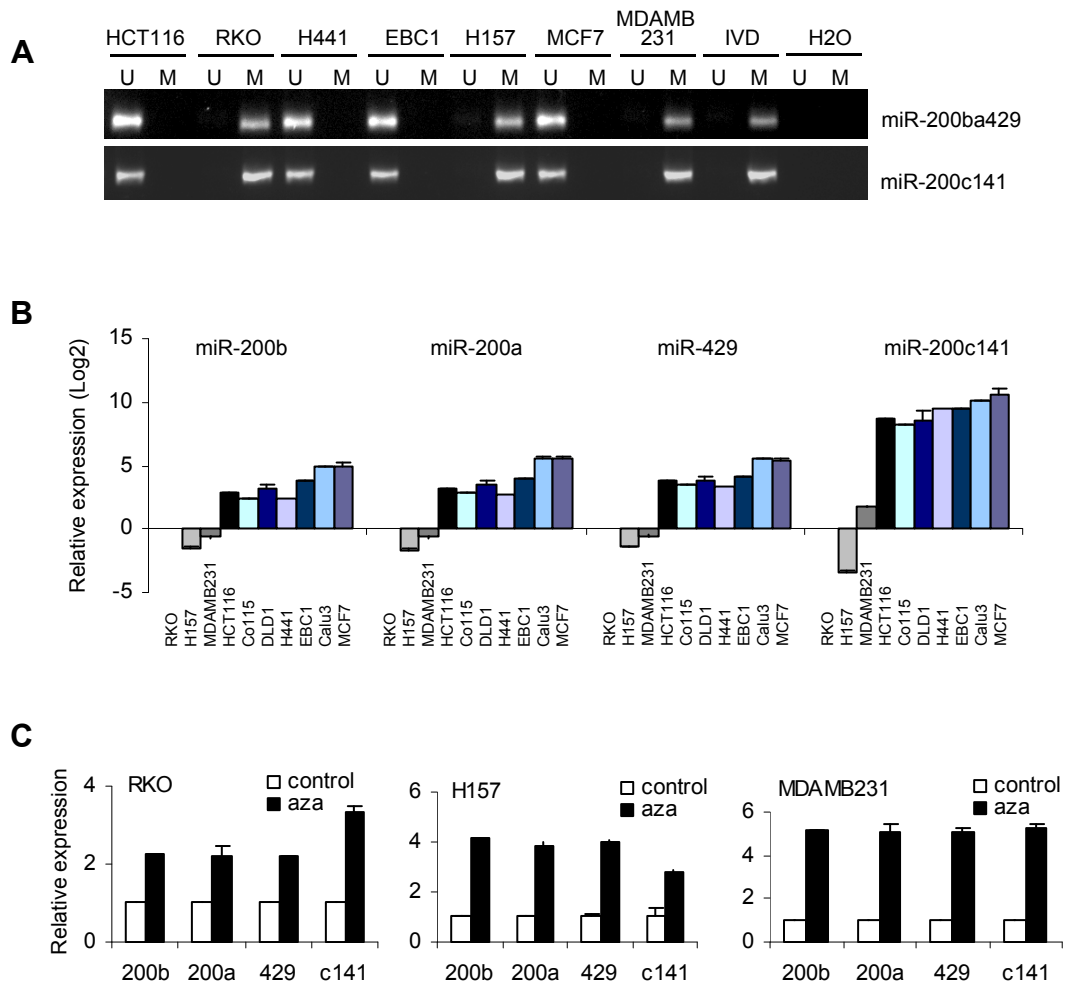 A
HCT116 RKO H441 EBC1 H157 MCF7 MDAMB 231 IVD H2O
U M U M U M U M U M U M U M U M U M
miR-200ba429
miR-200c141
B
Relative expression (Log2)
15
10
5
0
-5
miR-200b miR-200a miR-429 miR-200c141
RKO H157 MDAMB231 HCT116 Co115 DLD1 H441 EBC1 Calu3 MCF7
RKO H157 MDAMB231 HCT116 Co115 DLD1 H441 EBC1 Calu3 MCF7
RKO H157 MDAMB231 HCT116 Co115 DLD1 H441 EBC1 Calu3 MCF7
RKO H157 MDAMB231 HCT116 Co115 DLD1 H441 EBC1 Calu3 MCF7
C
Relative expression
RKO
control
aza
4
2
0
200b 200a 429 c141
H157
control
aza
6
4
2
0
200b 200a 429 c141
MDAMB231
control
aza
6
4
2
0
200b 200a 429 c141